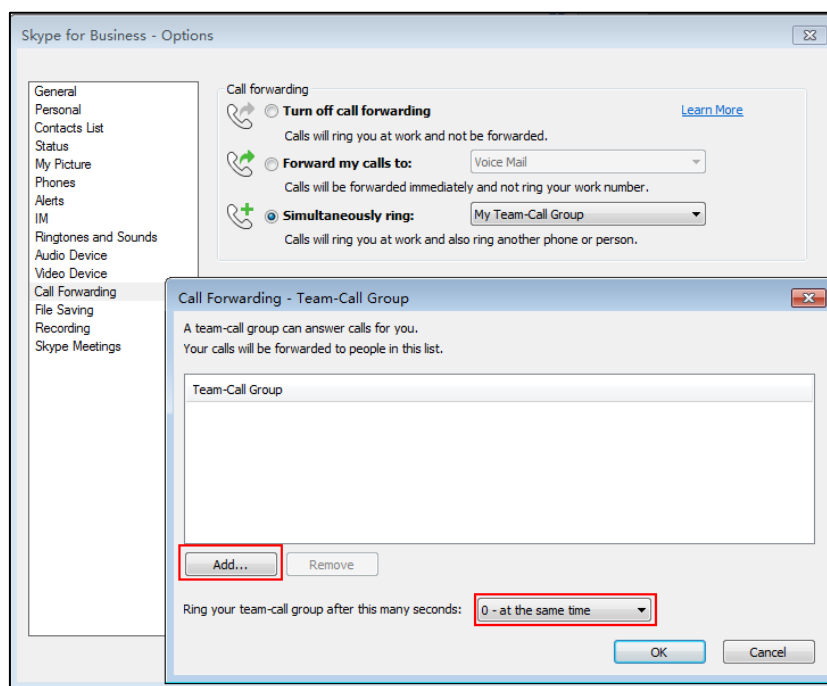 Skype for Business - Options
General
Personal
Contacts List
Status
My Picture
Phones
Alerts
IM
Ringtones and Sounds
Audio Device
Video Device
Call Forwarding
File Saving
Recording
Skype Meetings
Call forwarding
Turn off call forwarding
Learn More
Calls will ring you at work and not be forwarded.
Forward my calls to:
Voice Mail
Calls will be forwarded immediately and not ring your work number.
Simultaneously ring:
My Team-Call Group
Calls will ring you at work and also ring another phone or person.
Call Forwarding - Team-Call Group
A team-call group can answer calls for you.
Your calls will be forwarded to people in this list.
Team-Call Group
Add...
Remove
Ring your team-call group after this many seconds:
0 - at the same time
OK
Cancel